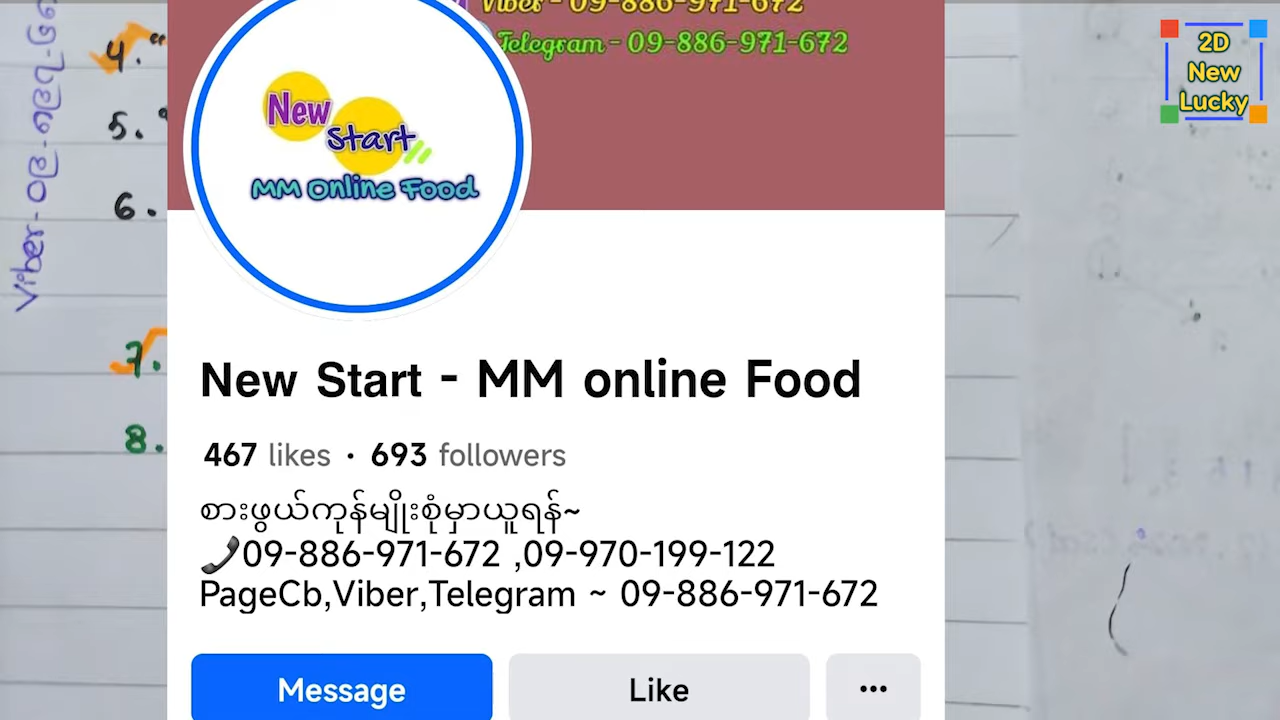 Viber - 09-886-971-672
Telegram - 09-886-971-672
2D
New
Lucky
New
Start
MM Online Food
4.
5.
6.
7.
8.
New Start - MM online Food
467 likes · 693 followers
စားဖွယ်ကုန်မျိုးစုံမှာယူရန်~
📞09-886-971-672 ,09-970-199-122
PageCb,Viber,Telegram ~ 09-886-971-672
Message
Like
Viber-